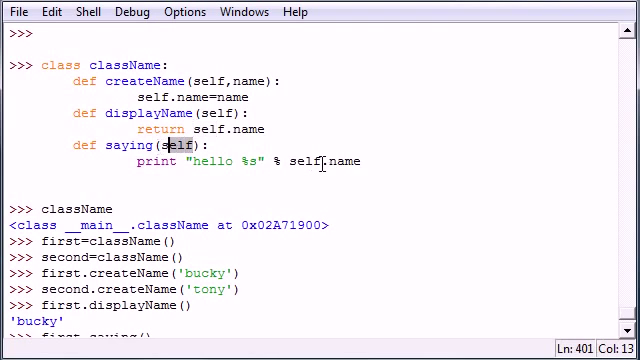 File Edit Shell Debug Options Windows Help
>>>
>>> class className:
def createName(self,name):
self.name=name
def displayName(self):
return self.name
def saying(self):
print "hello %s" % self.name
>>> className
<class __main__.className at 0x02A71900>
>>> first=className()
>>> second=className()
>>> first.createName('bucky')
>>> second.createName('tony')
>>> first.displayName()
'bucky'
>>> first.saying()
Ln: 401 Col: 13